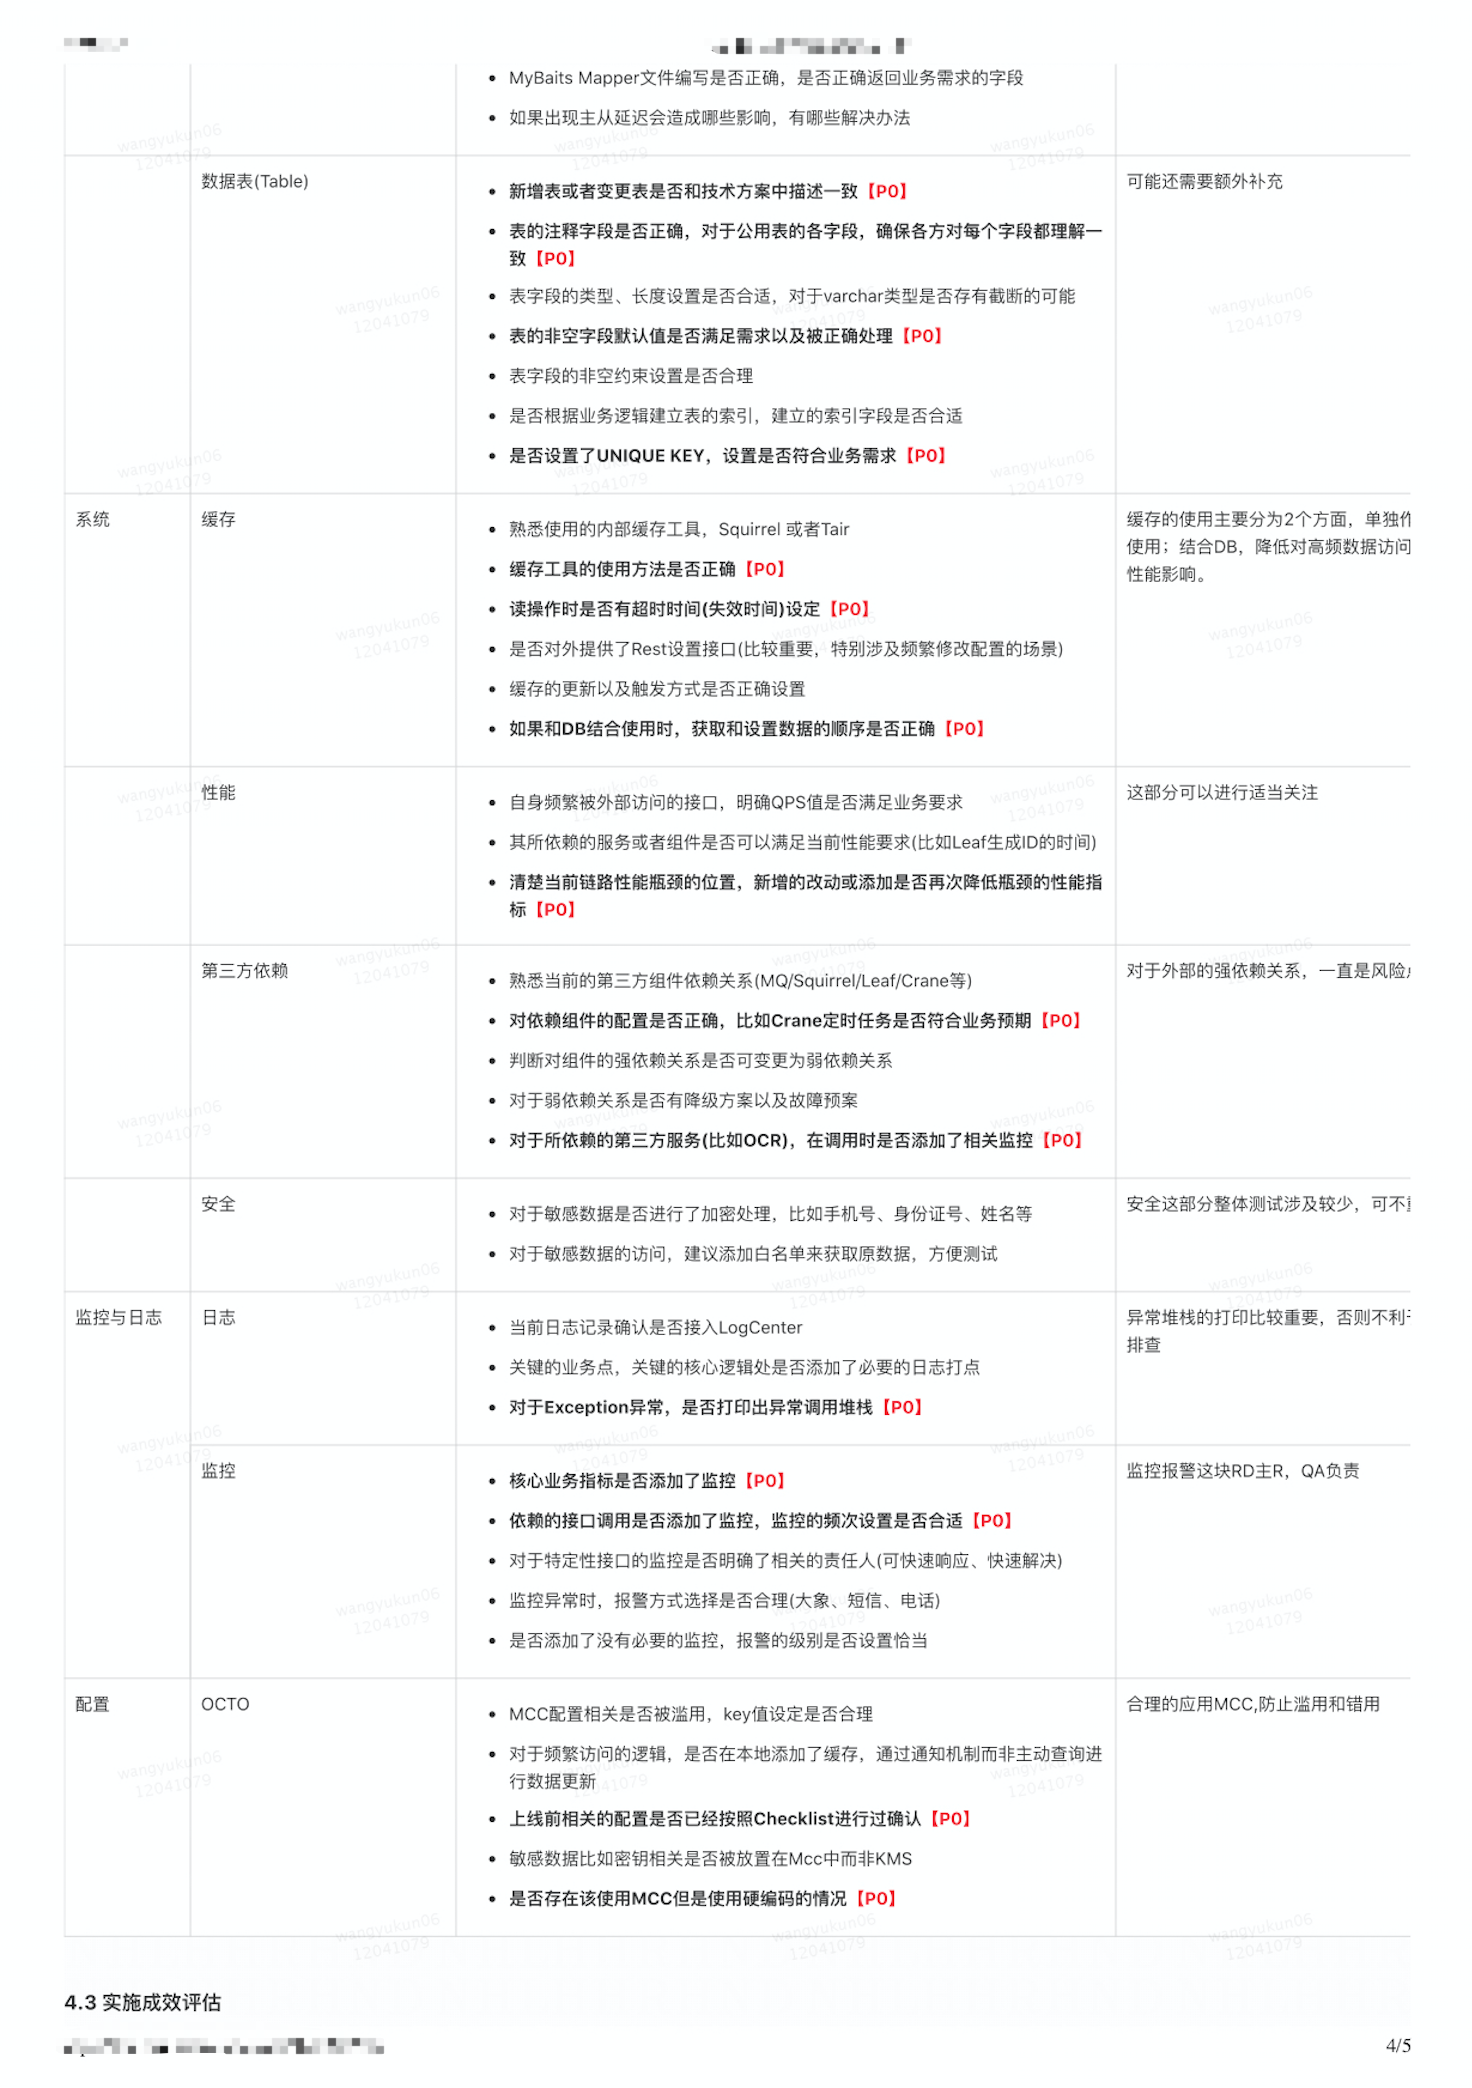 MyBaits Mapper文件编写是否正确，是否正确返回业务需求的字段
如果出现主从延迟会造成哪些影响，有哪些解决办法
数据表(Table)
新增表或者变更表是否和技术方案中描述一致【P0】
表的注释字段是否正确，对于公用表的各字段，确保各方对每个字段都理解一
致【P0】
表字段的类型、长度设置是否合适，对于varchar类型是否存有截断的可能
表的非空字段默认值是否满足需求以及被正确处理【P0】
表字段的非空约束设置是否合理
是否根据业务逻辑建立表的索引，建立的索引字段是否合适
是否设置了UNIQUE KEY，设置是否符合业务需求【P0】
可能还需要额外补充
系统
缓存
熟悉使用的内部缓存工具，Squirrel 或者Tair
缓存工具的使用方法是否正确【P0】
读操作时是否有超时时间(失效时间)设定【P0】
是否对外提供了Rest设置接口(比较重要，特别涉及频繁修改配置的场景)
缓存的更新以及触发方式是否正确设置
如果和DB结合使用时，获取和设置数据的顺序是否正确【P0】
缓存的使用主要分为2个方面，单独作
使用；结合DB，降低对高频数据访问
性能影响。
性能
自身频繁被外部访问的接口，明确QPS值是否满足业务要求
其所依赖的服务或者组件是否可以满足当前性能要求(比如Leaf生成ID的时间)
清楚当前链路性能瓶颈的位置，新增的改动或添加是否再次降低瓶颈的性能指
标【P0】
这部分可以进行适当关注
第三方依赖
熟悉当前的第三方组件依赖关系(MQ/Squirrel/Leaf/Crane等)
对依赖组件的配置是否正确，比如Crane定时任务是否符合业务预期【P0】
判断对组件的强依赖关系是否可变更为弱依赖关系
对于弱依赖关系是否有降级方案以及故障预案
对于所依赖的第三方服务(比如OCR)，在调用时是否添加了相关监控【P0】
对于外部的强依赖关系，一直是风险
安全
对于敏感数据是否进行了加密处理，比如手机号、身份证号、姓名等
对于敏感数据的访问，建议添加白名单来获取原数据，方便测试
安全这部分整体测试涉及较少，可不
监控与日志
日志
当前日志记录确认是否接入LogCenter
关键的业务点，关键的核心逻辑处是否添加了必要的日志打点
对于Exception异常，是否打印出异常调用堆栈【P0】
异常堆栈的打印比较重要，否则不利
排查
监控
核心业务指标是否添加了监控【P0】
依赖的接口调用是否添加了监控，监控的频次设置是否合适【P0】
对于特定性接口的监控是否明确了相关的责任人(可快速响应、快速解决)
监控异常时，报警方式选择是否合理(大象、短信、电话)
是否添加了没有必要的监控，报警的级别是否设置恰当
监控报警这块RD主R，QA负责
配置
OCTO
MCC配置相关是否被滥用，key值设定是否合理
对于频繁访问的逻辑，是否在本地添加了缓存，通过通知机制而非主动查询进
行数据更新
上线前相关的配置是否已经按照Checklist进行过确认【P0】
敏感数据比如密钥相关是否被放置在Mcc中而非KMS
是否存在该使用MCC但是使用硬编码的情况【P0】
合理的应用MCC,防止滥用和错用
4.3 实施成效评估
4/5
wangyukun06
12041079